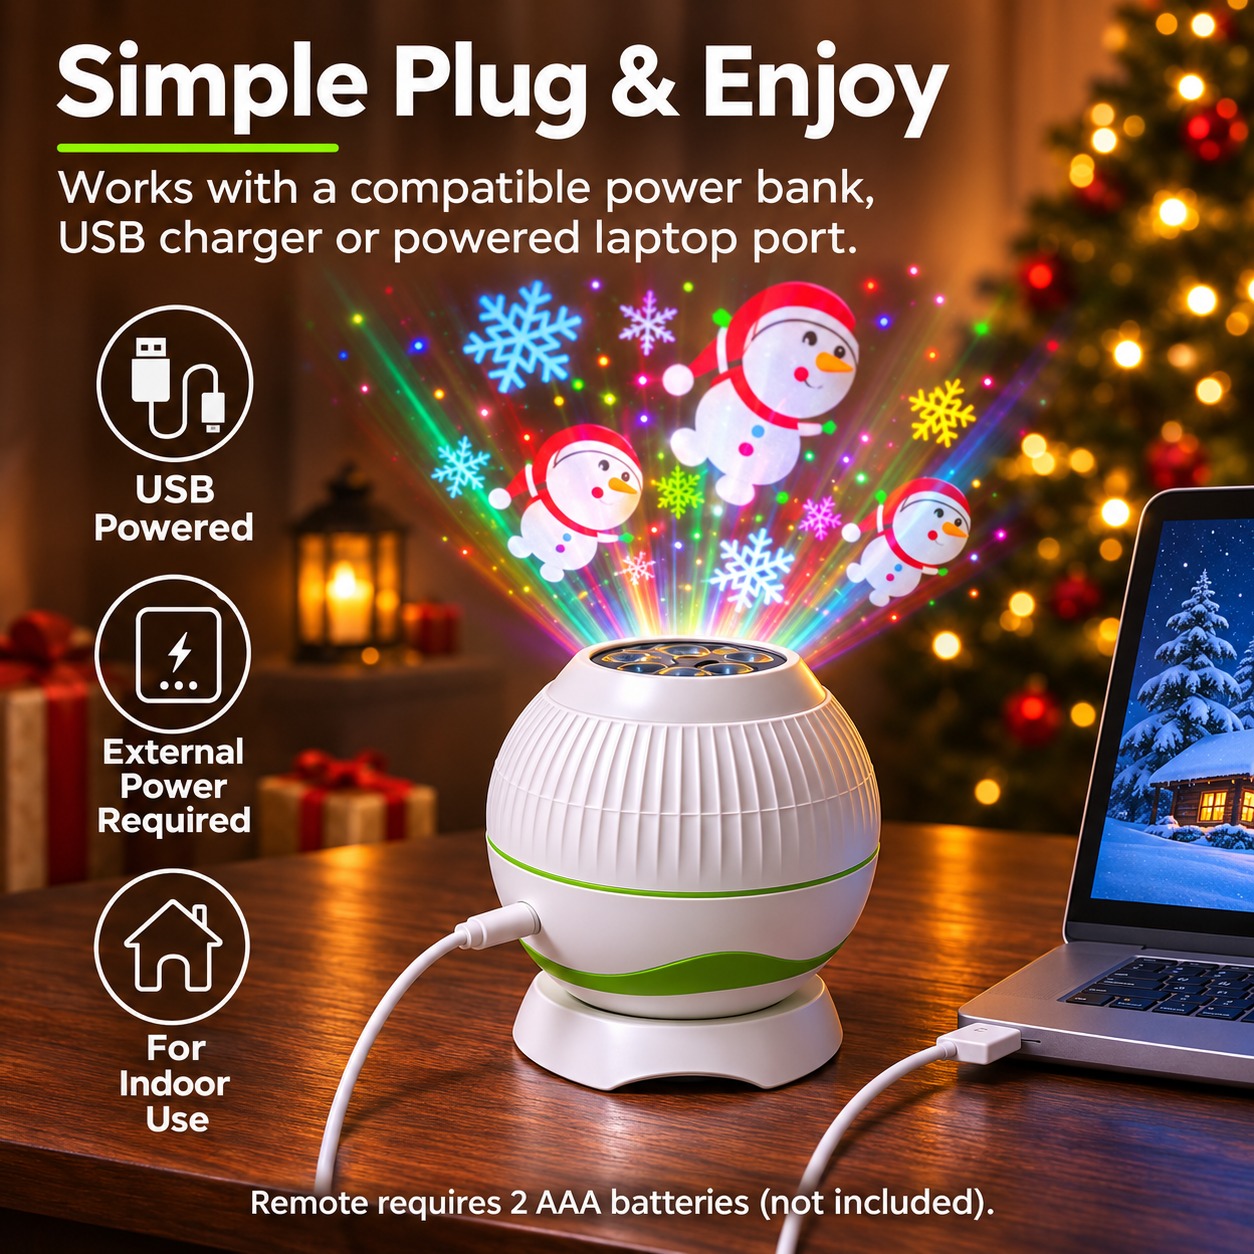 Simple Plug & Enjoy
Works with a compatible power bank,
USB charger or powered laptop port.
USB
Powered
External
Power
Required
For
Indoor
Use
Remote requires 2 AAA batteries (not included).